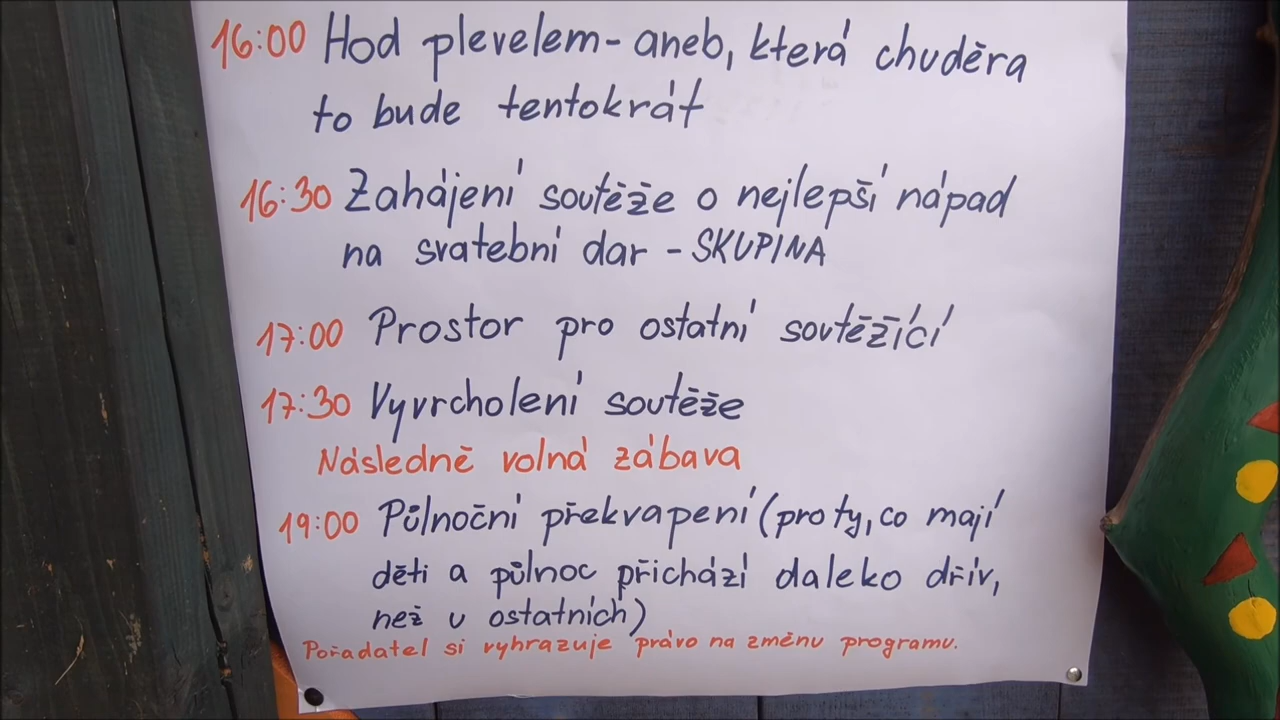 16:00 Hod plevelem - aneb, která chuděra
to bude tentokrát
16:30 Zahájení soutěže o nejlepší nápad
na svatební dar - SKUPINA
17:00 Prostor pro ostatní soutěžící
17:30 Vyvrcholení soutěže
Následně volná zábava
19:00 Půlnoční překvapení (pro ty, co mají
děti a půlnoc přichází daleko dřív,
než u ostatních)
Pořadatel si vyhrazuje právo na změnu programu.